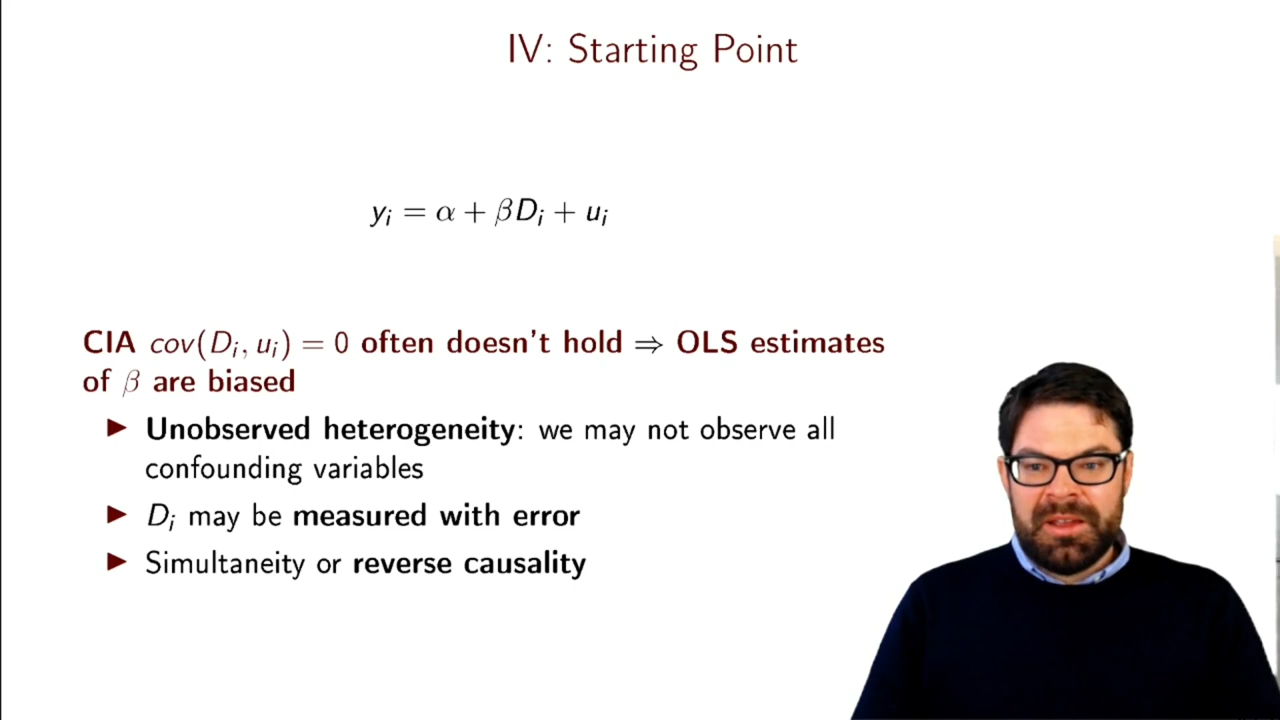 IV: Starting Point
yᵢ = α + βDᵢ + uᵢ
CIA cov(Dᵢ, uᵢ) = 0 often doesn't hold ⇒ OLS estimates
of β are biased
▶ Unobserved heterogeneity: we may not observe all
confounding variables
▶ Dᵢ may be measured with error
▶ Simultaneity or reverse causality